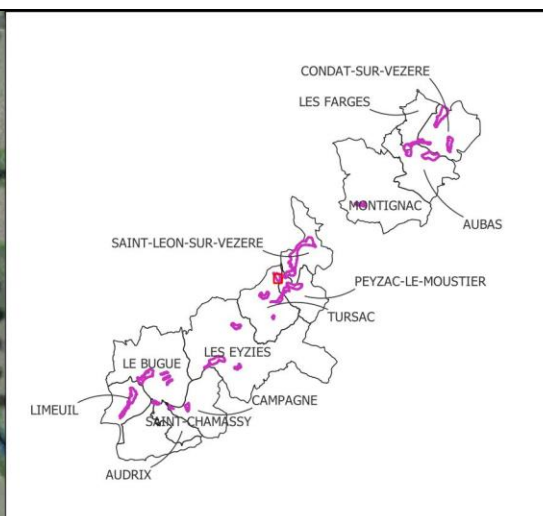 CONDAT-SUR-VEZERE
LES FARGES
MONTIGNAC
AUBAS
SAINT-LEON-SUR-VEZERE
PEYZAC-LE-MOUSTIER
TURSAC
LES EYZIES
LE BUGUE
CAMPAGNE
LIMEUIL
SAINT-CHAMASSY
AUDRIX